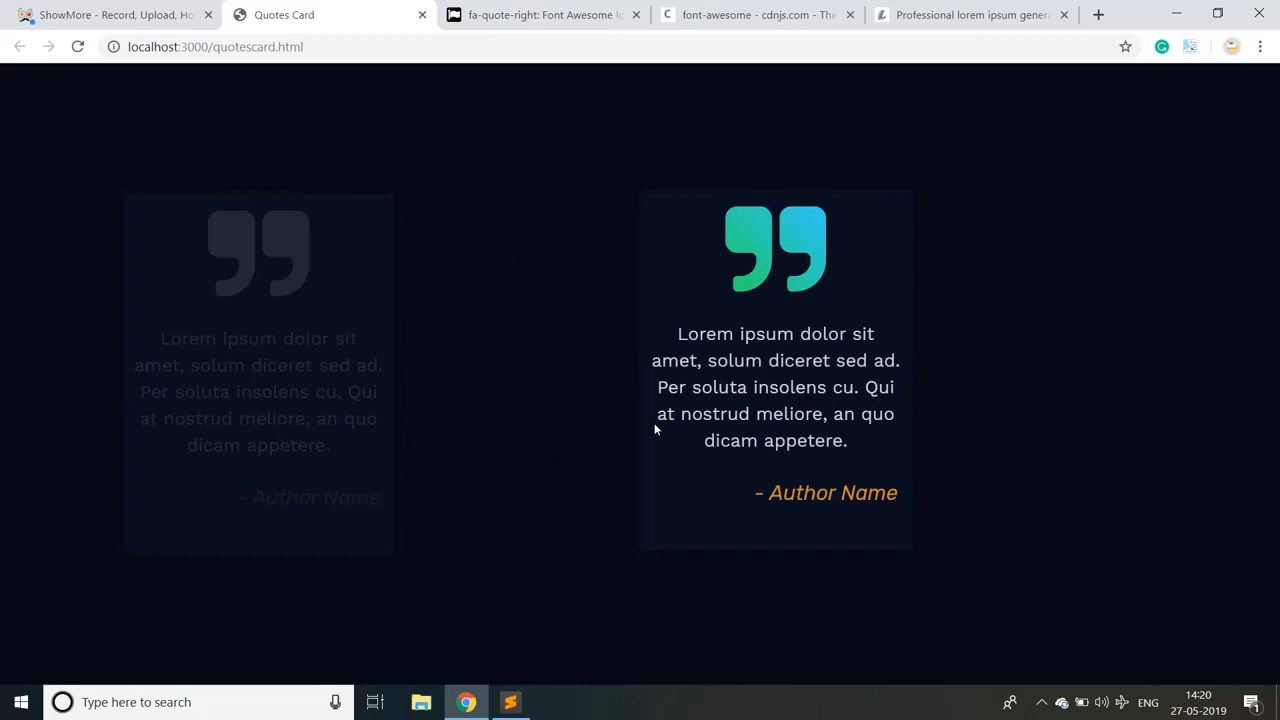 ShowMore - Record, Upload, Ho
Quotes Card
fa-quote-right: Font Awesome Ic
font-awesome - cdnjs.com - The
Professional lorem ipsum genera
localhost:3000/quotescard.html
Lorem ipsum dolor sit
amet, solum diceret sed ad.
Per soluta insolens cu. Qui
at nostrud meliore, an quo
dicam appetere.
- Author Name
Lorem ipsum dolor sit
amet, solum diceret sed ad.
Per soluta insolens cu. Qui
at nostrud meliore, an quo
dicam appetere.
- Author Name
Type here to search
ENG
14:20
27-05-2019